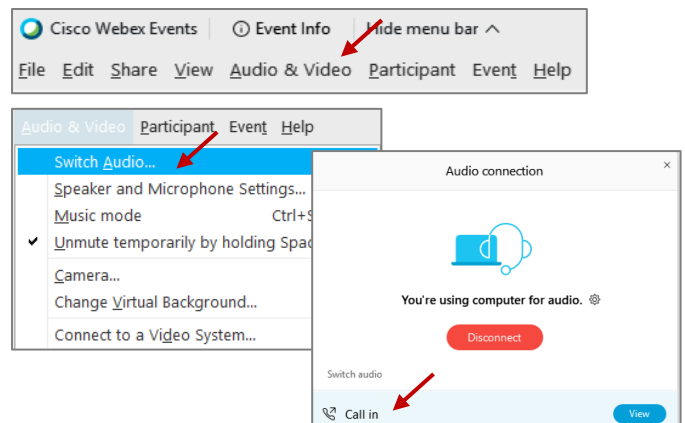 Cisco Webex Events Event Info Hide menu bar
File Edit Share View Audio & Video Participant Event Help
Audio & Video Participant Event Help
Switch Audio...
Speaker and Microphone Settings...
Music mode Ctrl+S
Unmute temporarily by holding Spac
Camera...
Change Virtual Background...
Connect to a Video System...
Audio connection
You're using computer for audio.
Disconnect
Switch audio
Call in View